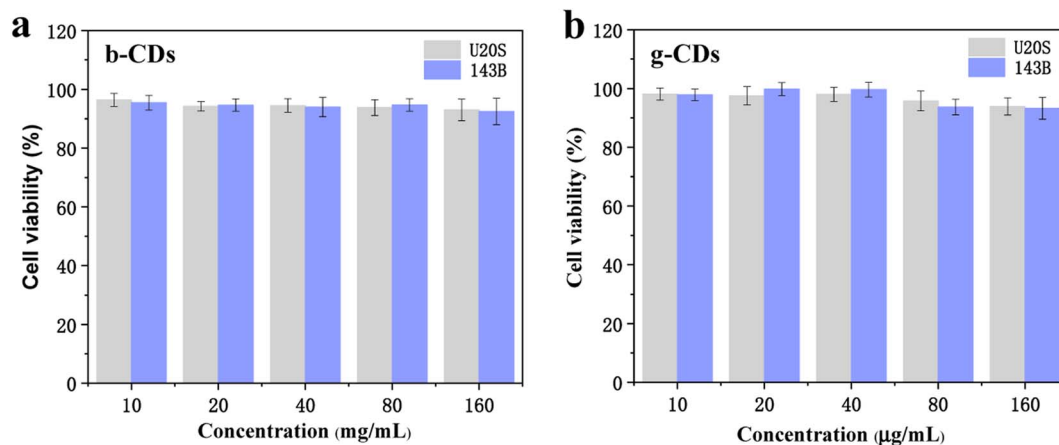 a
b-CDs
U20S
143B
Cell viability (%)
120
100
80
60
40
20
0
10 20 40 80 160
Concentration (mg/mL)
b
g-CDs
U20S
143B
Cell viability (%)
120
100
80
60
40
20
0
10 20 40 80 160
Concentration (μg/mL)